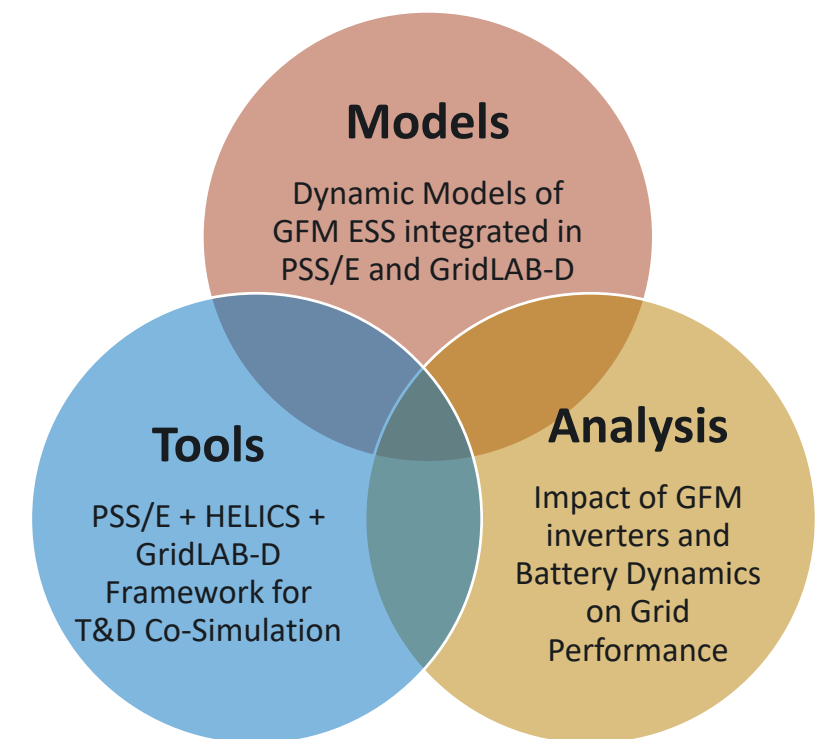 Models
Dynamic Models of
GFM ESS integrated in
PSS/E and GridLAB-D
Tools
PSS/E + HELICS +
GridLAB-D
Framework for
T&D Co-Simulation
Analysis
Impact of GFM
inverters and
Battery Dynamics
on Grid
Performance